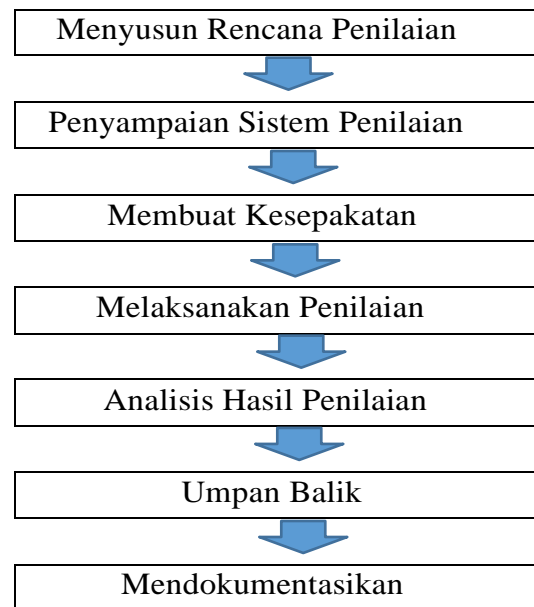 Menyusun Rencana Penilaian
Penyampaian Sistem Penilaian
Membuat Kesepakatan
Melaksanakan Penilaian
Analisis Hasil Penilaian
Umpan Balik
Mendokumentasikan